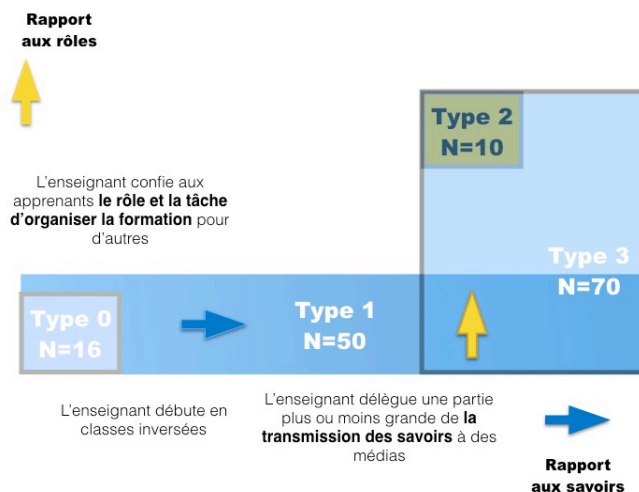 Rapport
aux rôles
Type 2
N=10
L'enseignant confie aux
apprenants le rôle et la tâche
d'organiser la formation pour
d'autres
Type 3
N=70
Type 0
N=16
Type 1
N=50
L'enseignant débute en
classes inversées
L'enseignant délègue une partie
plus ou moins grande de la
transmission des savoirs à des
médias
Rapport
aux savoirs